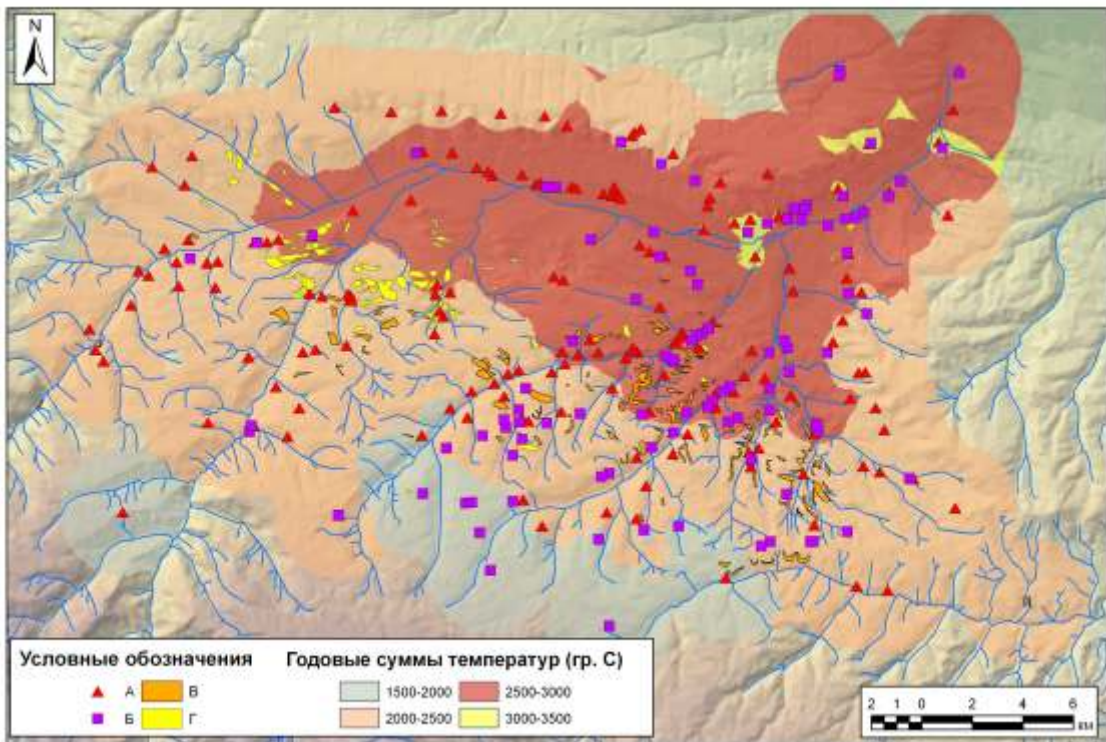 N
Условные обозначения
А
В
Б
Г
Годовые суммы температур (гр. С)
1500-2000
2500-3000
2000-2500
3000-3500
2 1 0 2 4 6
км